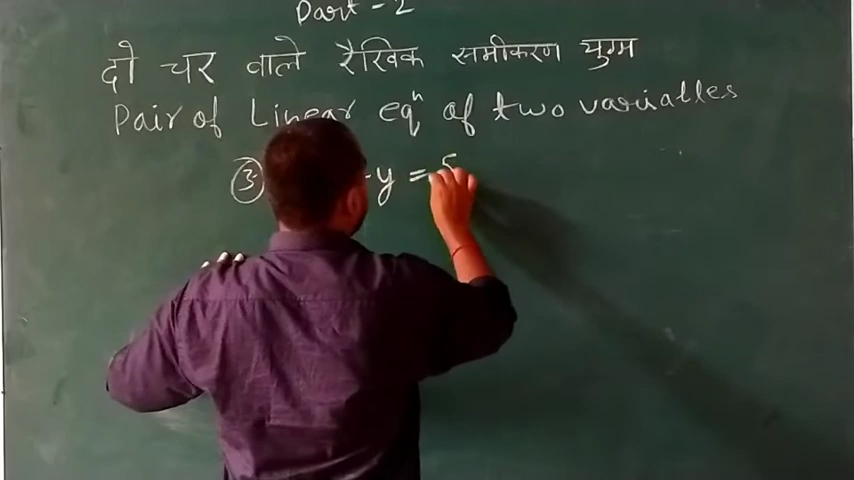 Part - 2
दो चर वाले रैखिक समीकरण युग्म
Pair of Linear eqⁿ of two variables
③ - y = 5